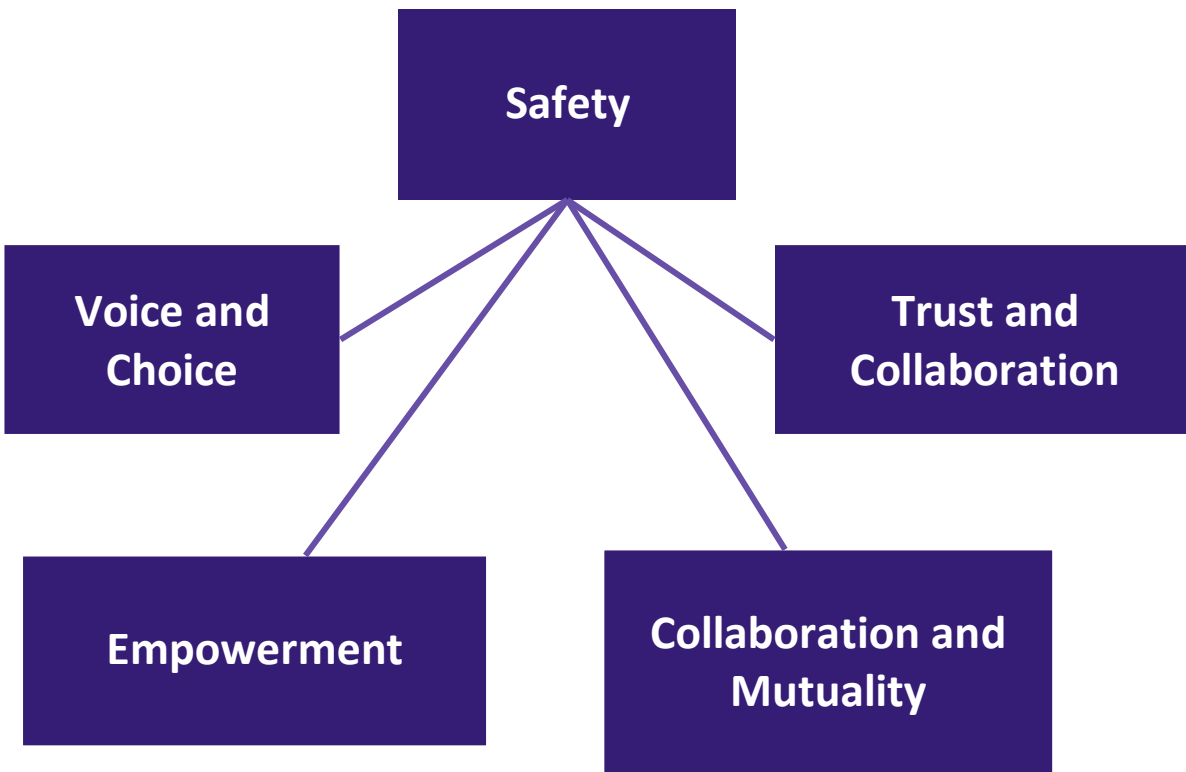 Safety
Voice and
Choice
Trust and
Collaboration
Empowerment
Collaboration and
Mutuality